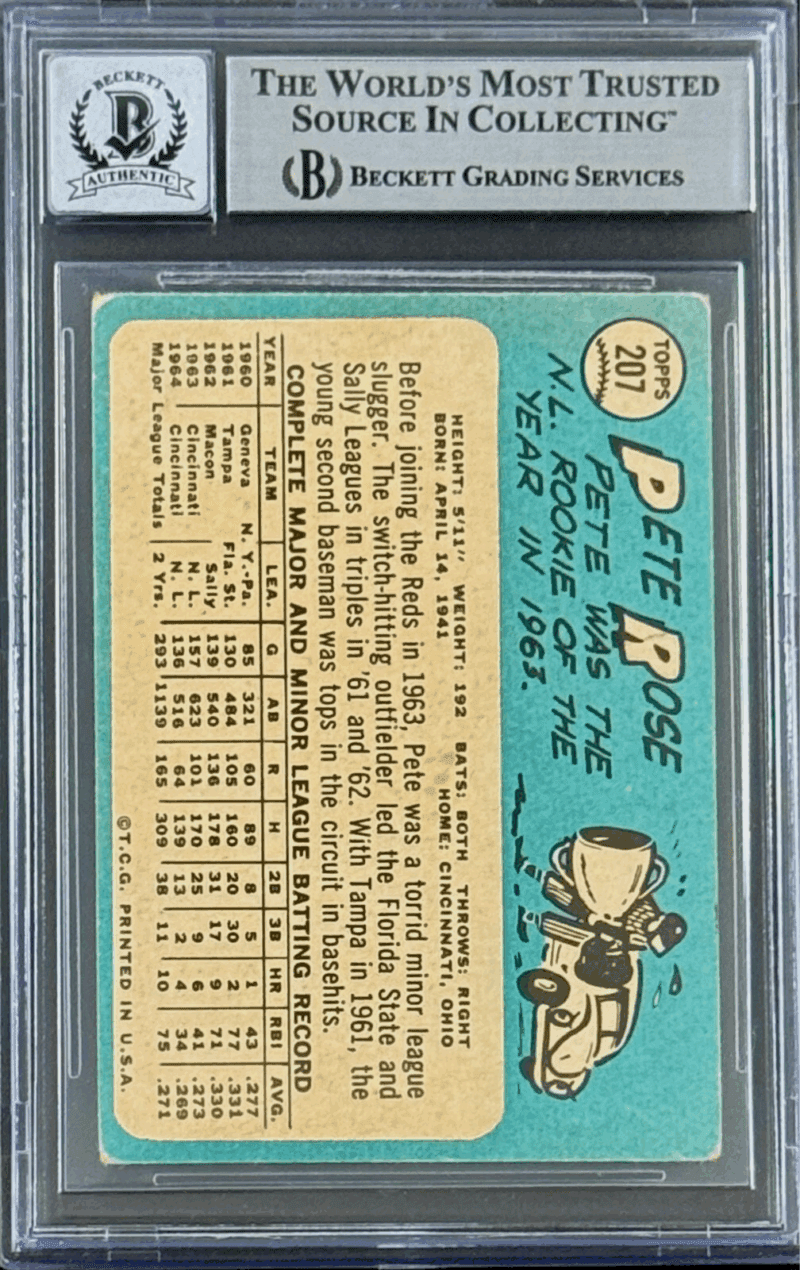 BECKETT
B
AUTHENTIC
THE WORLD'S MOST TRUSTED
SOURCE IN COLLECTING™
(B) BECKETT GRADING SERVICES
TOPPS
207
PETE ROSE
PETE WAS THE
N.L. ROOKIE OF THE
YEAR IN 1963.
HEIGHT: 5'11" WEIGHT: 192 BATS: BOTH THROWS: RIGHT
BORN: APRIL 14, 1941 HOME: CINCINNATI, OHIO
Before joining the Reds in 1963, Pete was a torrid minor league
slugger. The switch-hitting outfielder led the Florida State and
Sally Leagues in triples in '61 and '62. With Tampa in 1961, the
young second baseman was tops in the circuit in basehits.
COMPLETE MAJOR AND MINOR LEAGUE BATTING RECORD
YEAR TEAM LEA. G AB R H 2B 3B HR RBI AVG.
1960 Geneva N. Y.-Pa. 85 321 60 89 8 5 1 43 .277
1961 Tampa Fla. St. 130 484 105 160 20 30 2 77 .331
1962 Macon Sally 139 540 136 178 31 17 9 71 .330
1963 Cincinnati N. L. 157 623 101 170 25 9 6 41 .273
1964 Cincinnati N. L. 136 516 64 139 13 2 4 34 .269
Major League Totals 2 Yrs. 293 1139 165 309 38 11 10 75 .271
©T.C.G. PRINTED IN U.S.A.